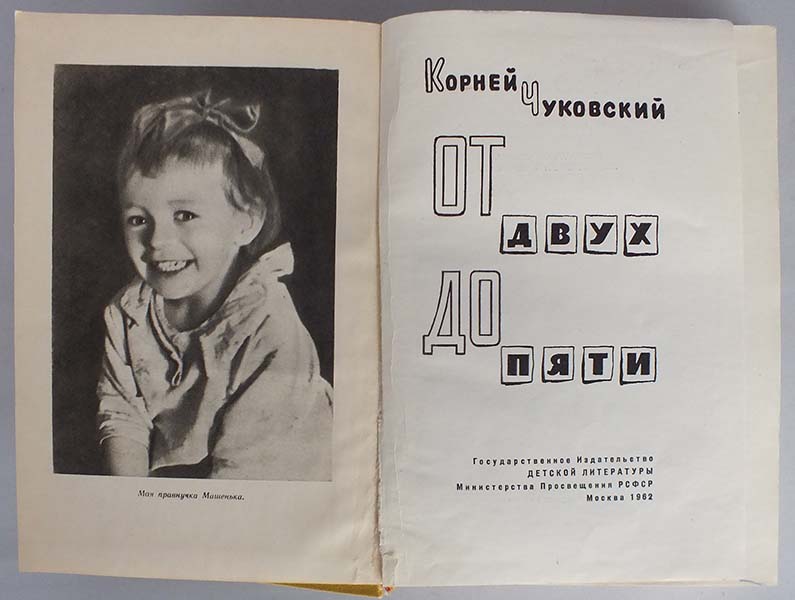 Моя правнучка Машенька.
Корней
Чуковский
ОТ
ДВУХ
ДО
ПЯТИ
Государственное Издательство
ДЕТСКОЙ ЛИТЕРАТУРЫ
Министерства Просвещения РСФСР
Москва 1962